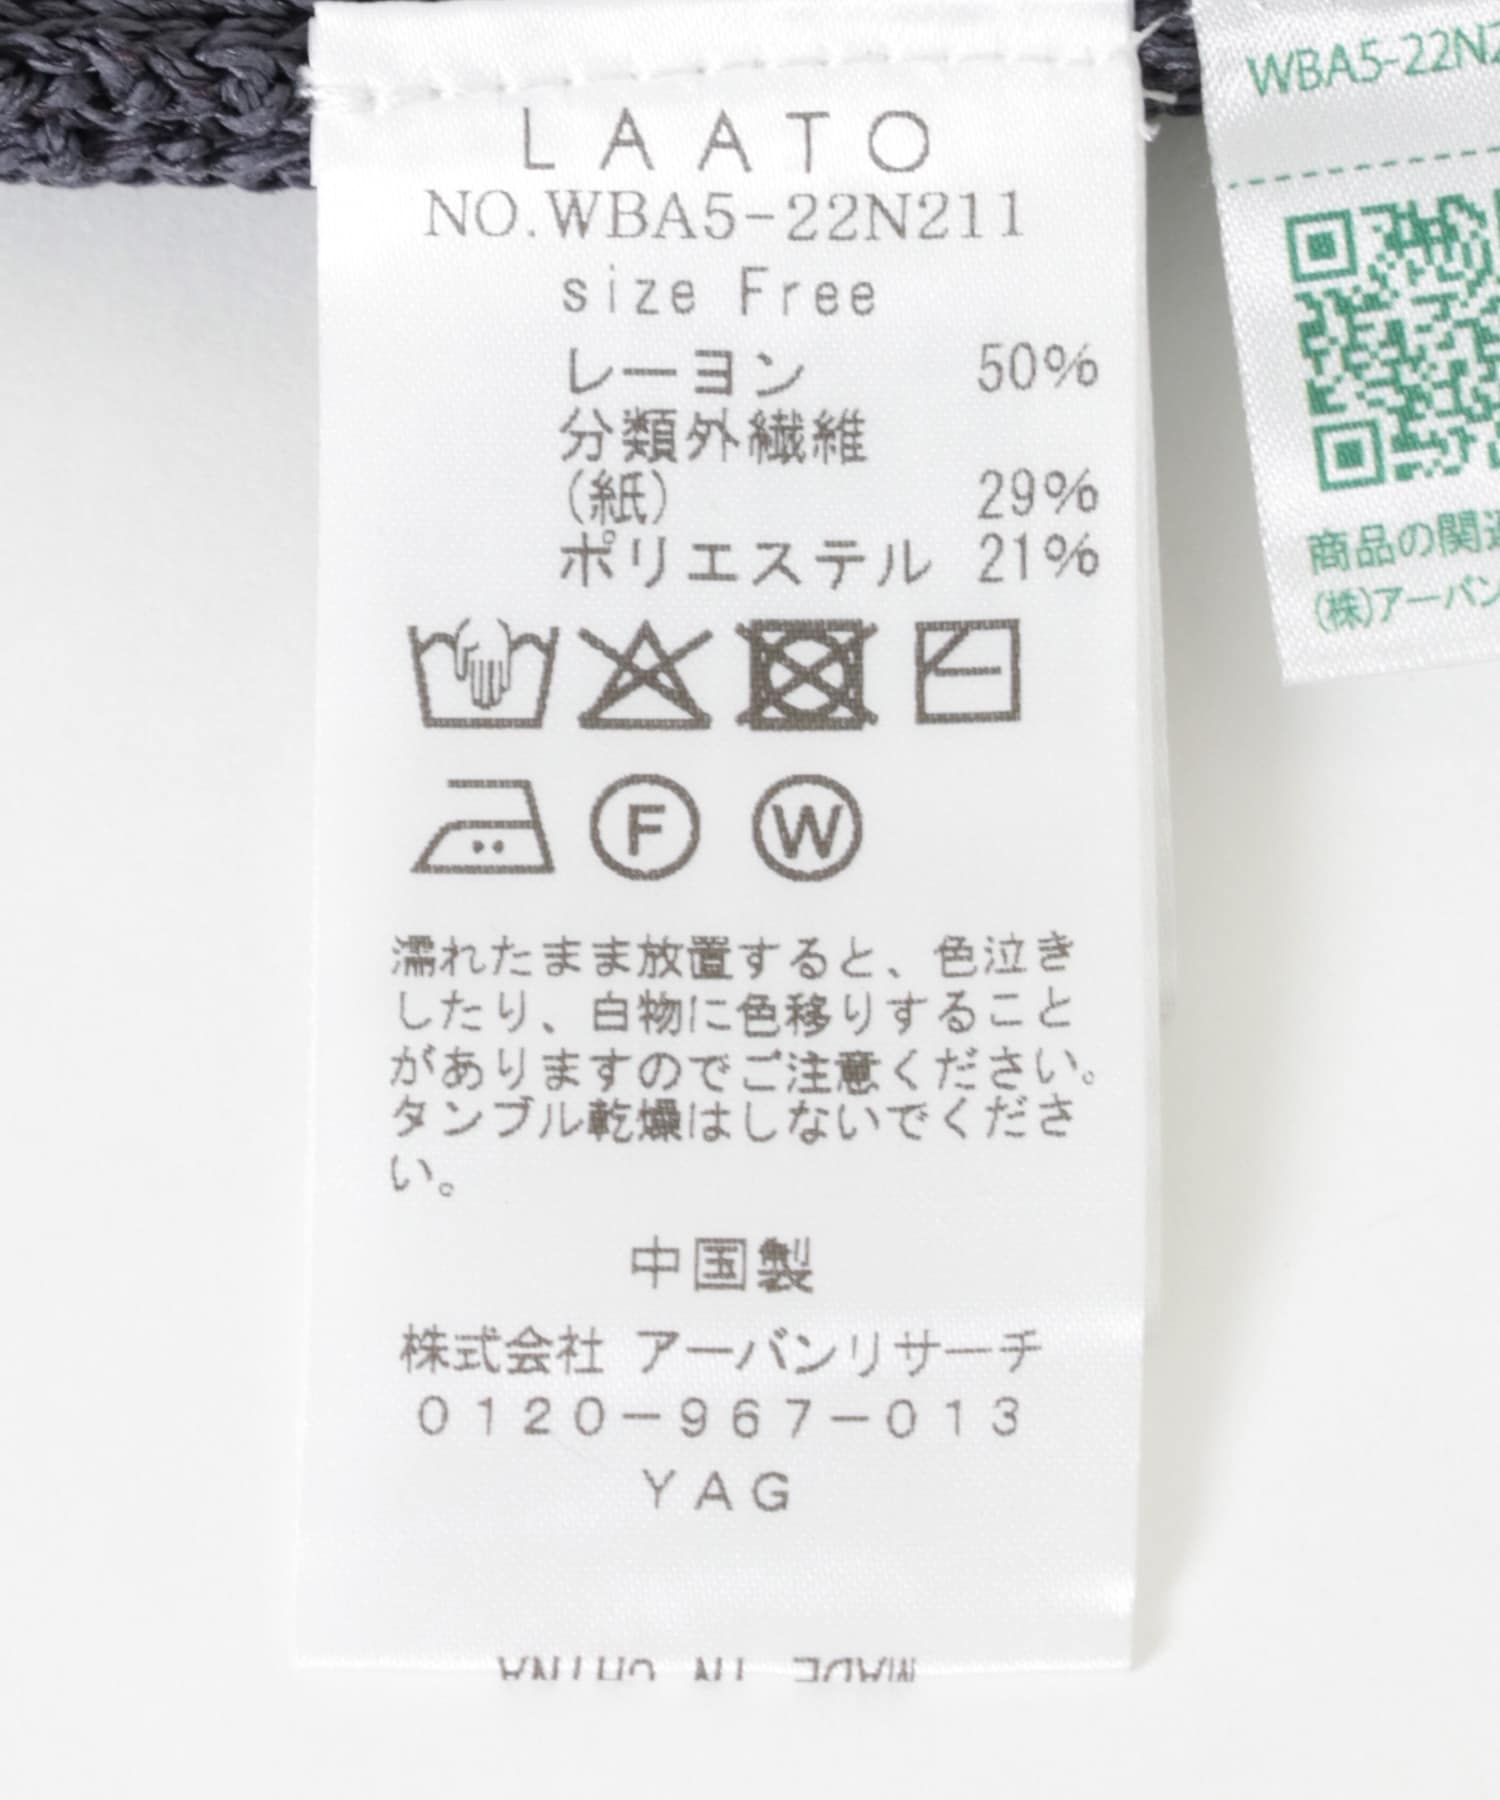 LAATO
NO.WBA5-22N211
size Free
レーヨン 50%
分類外繊維
(紙) 29%
ポリエステル 21%
F W
濡れたまま放置すると、色泣き
したり、白物に色移りすること
がありますのでご注意ください。
タンブル乾燥はしないでくださ
い。
中国製
株式会社 アーバンリサーチ
0120-967-013
YAG
MADE IN CHINA
WBA5-22N2
商品の関連
(株)アーバン